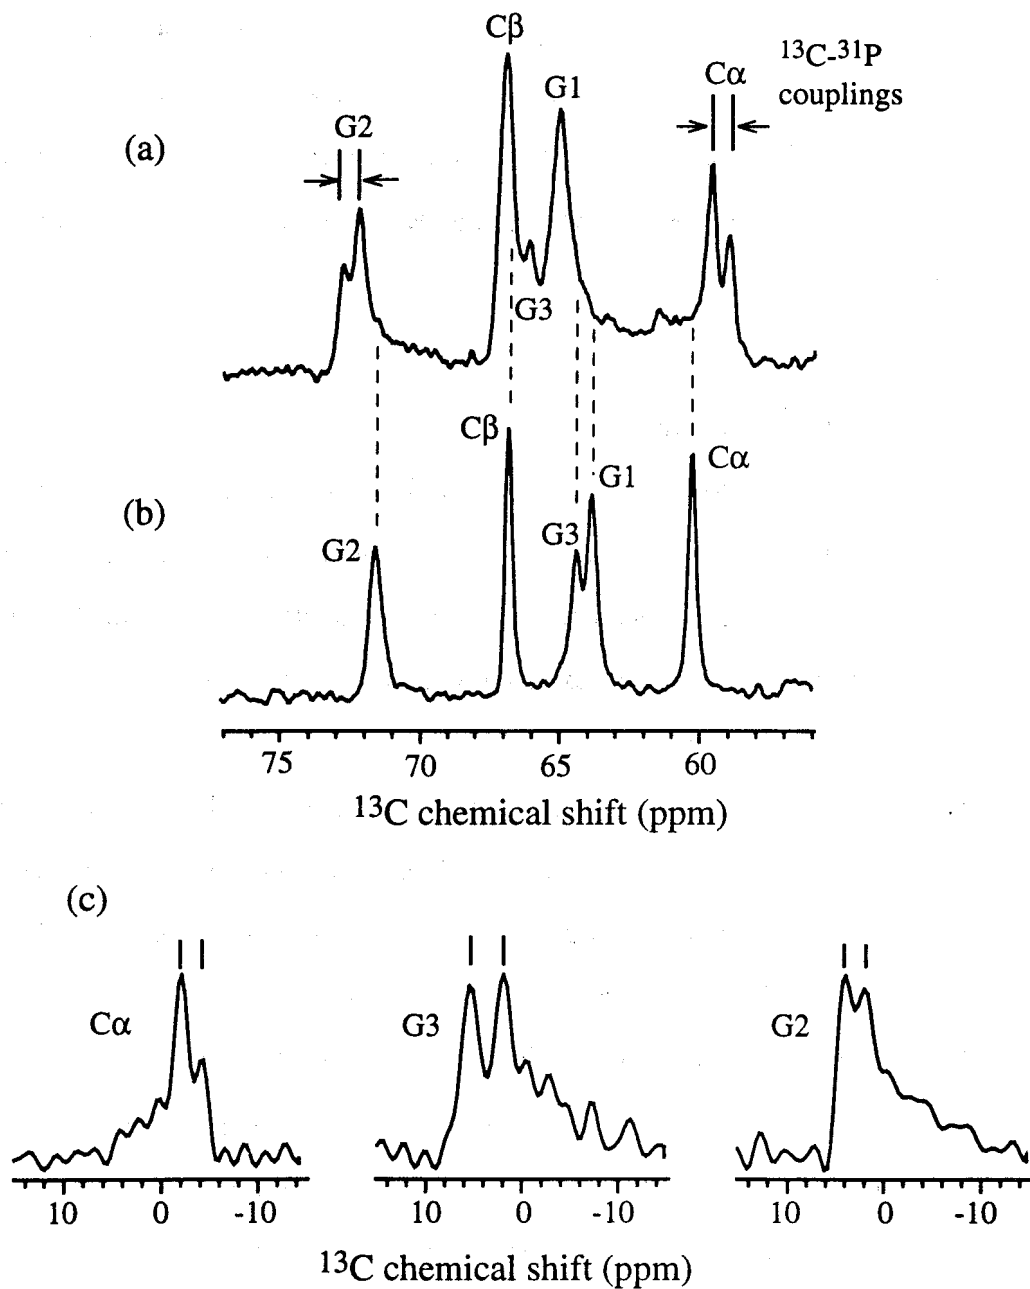 Cβ
¹³C-³¹P
couplings
Cα
G1
G2
(a)
G3
Cβ
Cα
G1
(b)
G3
G2
75 70 65 60
¹³C chemical shift (ppm)
(c)
Cα G3 G2
10 0 -10 10 0 -10 10 0 -10
¹³C chemical shift (ppm)